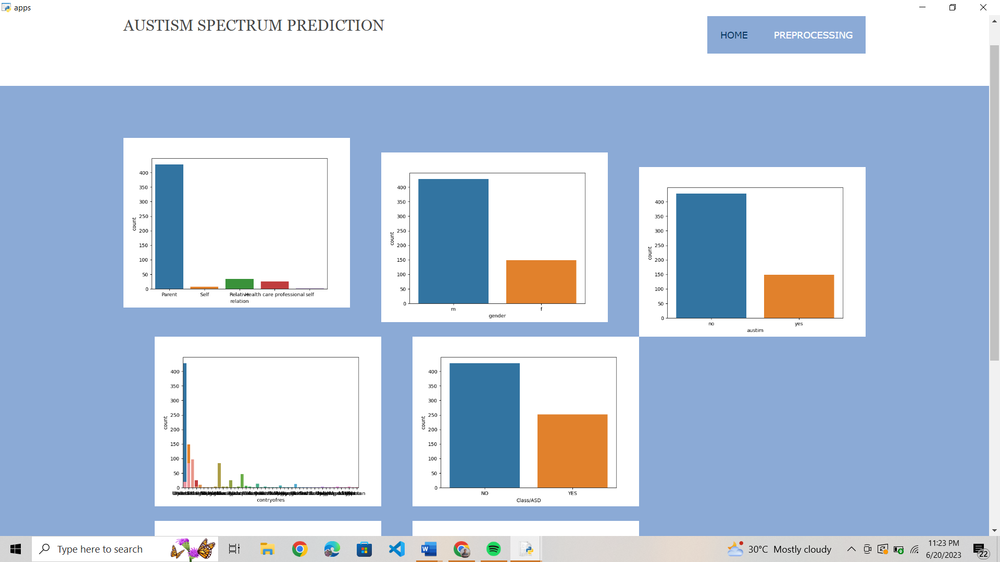 apps
AUSTISM SPECTRUM PREDICTION
HOME PREPROCESSING
400
350
300
250
200
150
100
50
0
count
Parent Self Relative Health care professional self
relation
400
350
300
250
200
150
100
50
0
count
m f
gender
400
350
300
250
200
150
100
50
0
count
no yes
austim
400
350
300
250
200
150
100
50
0
count
contryofres
400
350
300
250
200
150
100
50
0
count
NO YES
Class/ASD
Type here to search
30°C Mostly cloudy
11:23 PM
6/20/2023
22